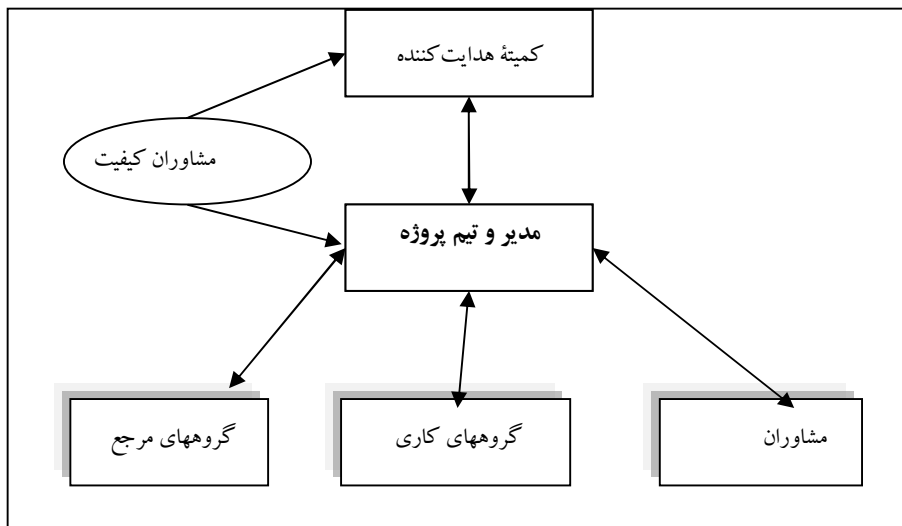 کمیتهٔ هدایت‌کننده
مشاوران کیفیت
مدیر و تیم پروژه
مشاوران
گروههای کاری
گروههای مرجع